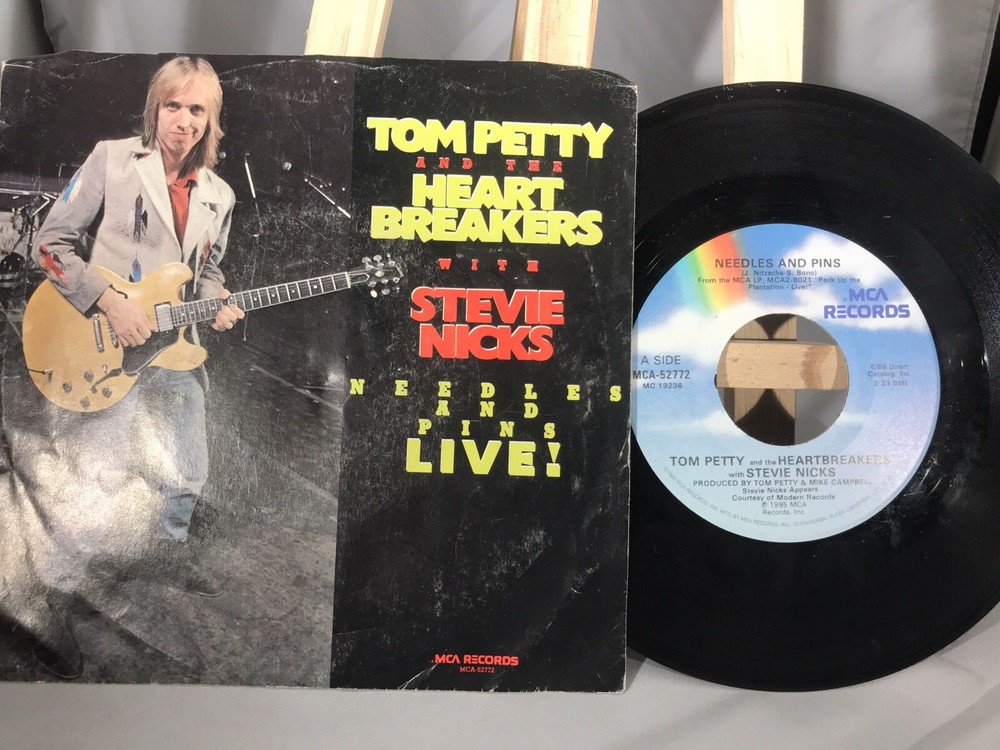 TOM PETTY
AND THE
HEART
BREAKERS
WITH
STEVIE
NICKS
NEEDLES
AND
PINS
LIVE!
MCA RECORDS
MCA-52772
NEEDLES AND PINS
(J. Nitzsche-S. Bono)
From the MCA LP, MCA2-8021 "Pack Up the
Plantation - Live!"
MCA
RECORDS
A SIDE
MCA-52772
MC 19236
CBS Unart
Catalog, Inc
2:23 BMI
TOM PETTY and the HEARTBREAKERS
with STEVIE NICKS
PRODUCED BY TOM PETTY & MIKE CAMPBELL
Stevie Nicks Appears
Courtesy of Modern Records
℗ 1985 MCA
Records, Inc.